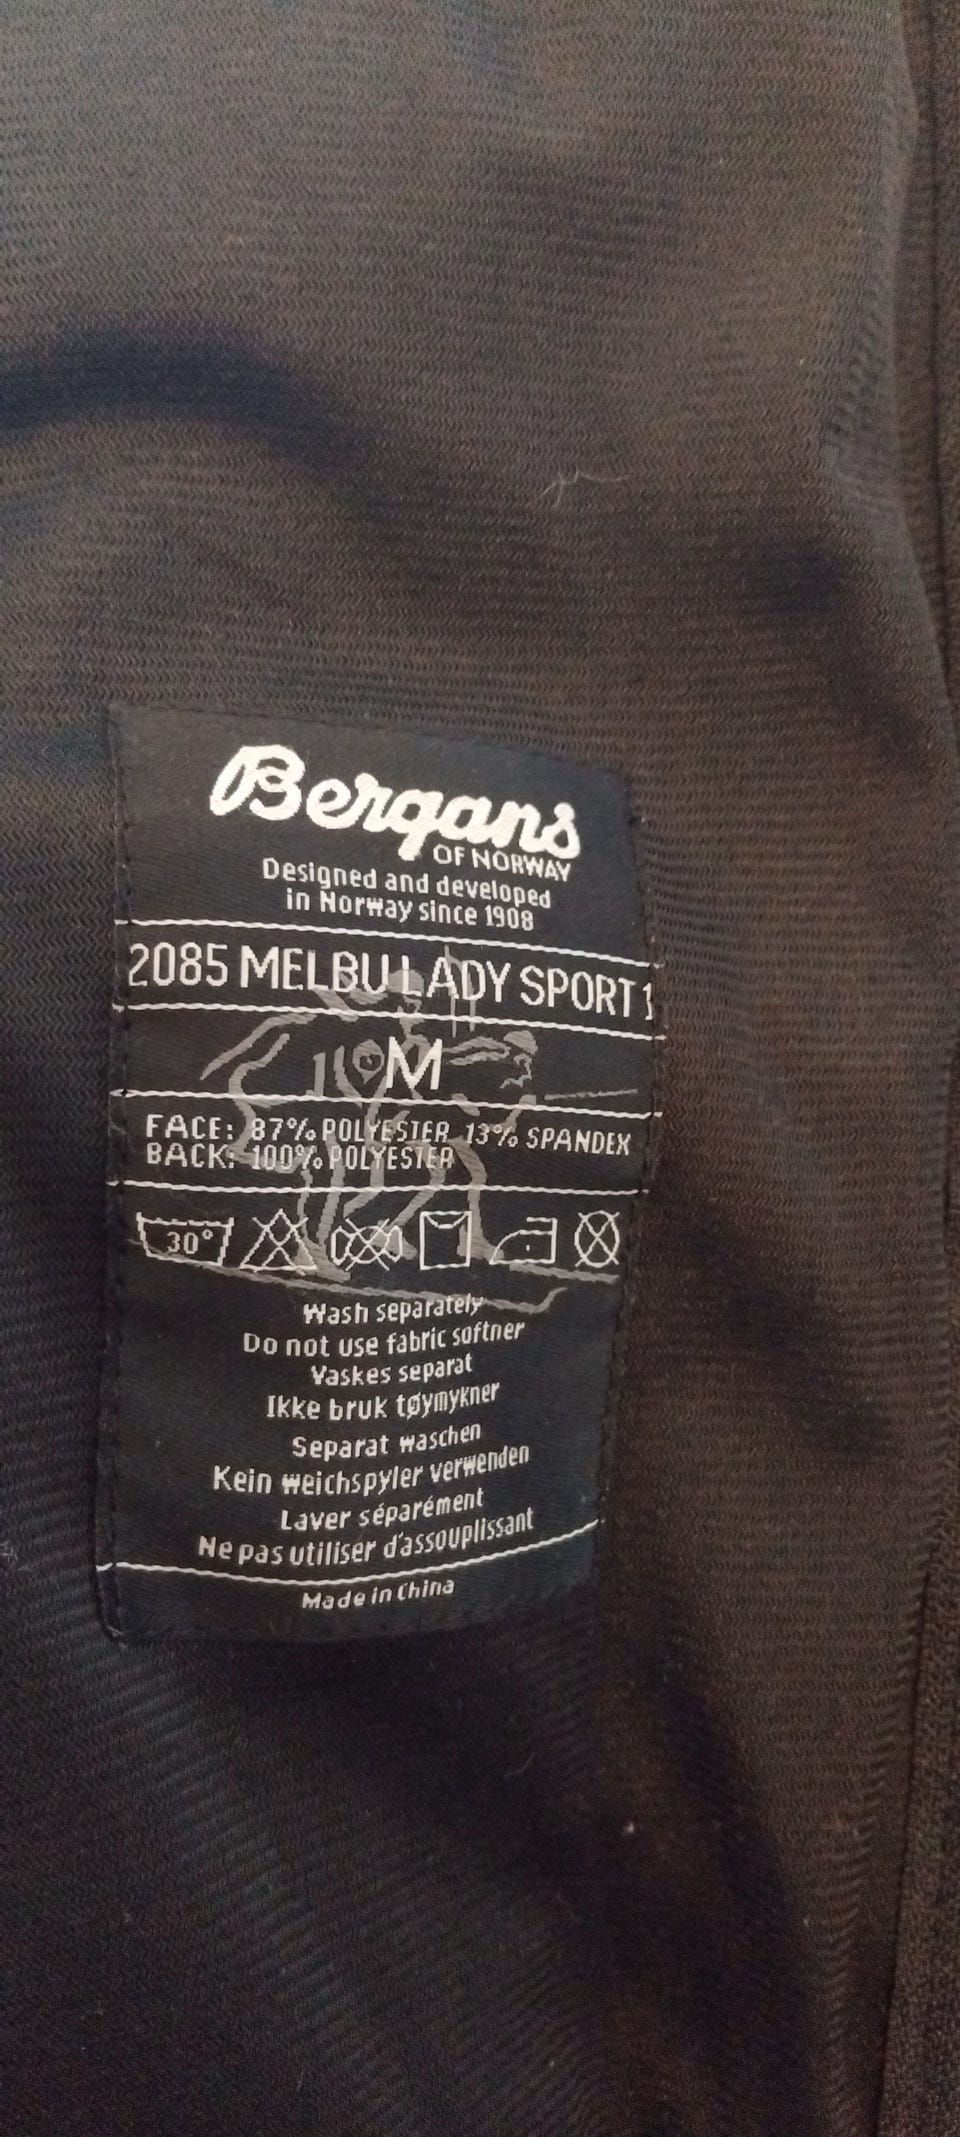 Bergans
OF NORWAY
Designed and developed
in Norway since 1908
2085 MELBU LADY SPORT 1
M
FACE: 87% POLYESTER 13% SPANDEX
BACK: 100% POLYESTER
30°
Wash separately
Do not use fabric softner
Vaskes separat
Ikke bruk tøymykner
Separat waschen
Kein weichspyler verwenden
Laver séparément
Ne pas utiliser d'assouplissant
Made in China